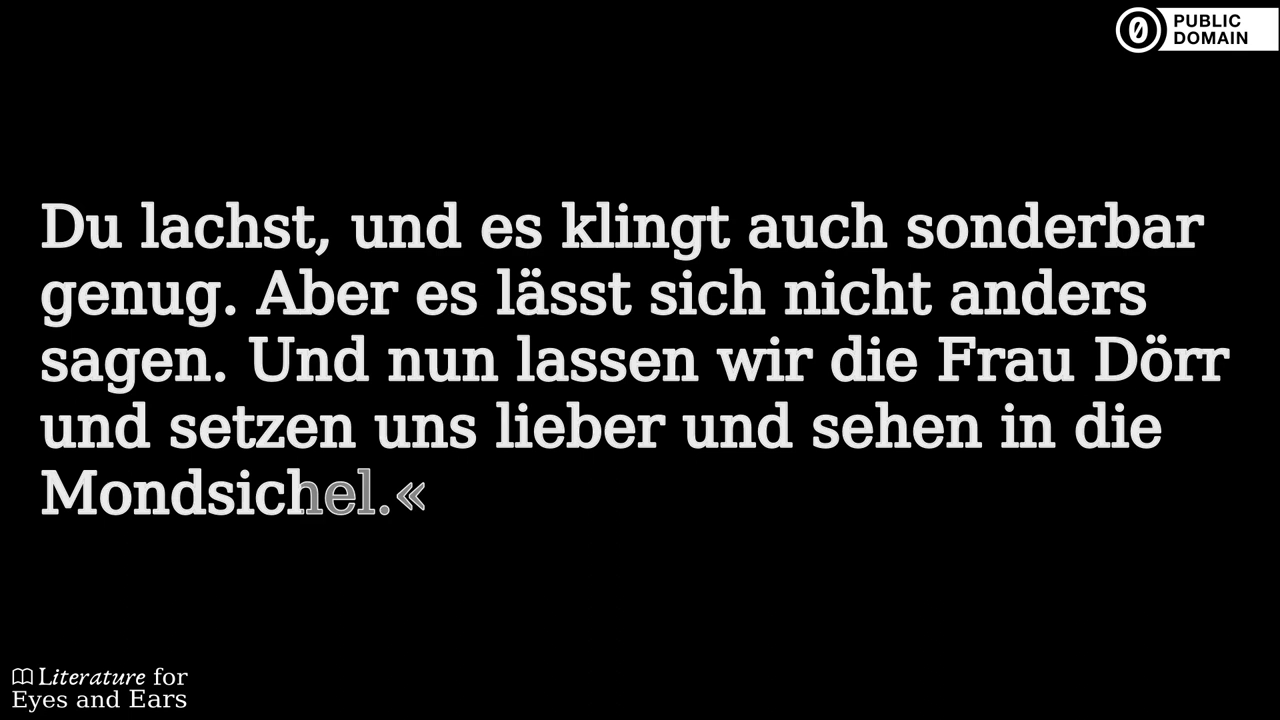 PUBLIC
DOMAIN
Du lachst, und es klingt auch sonderbar
genug. Aber es lässt sich nicht anders
sagen. Und nun lassen wir die Frau Dörr
und setzen uns lieber und sehen in die
Mondsichel.«
Literature for
Eyes and Ears